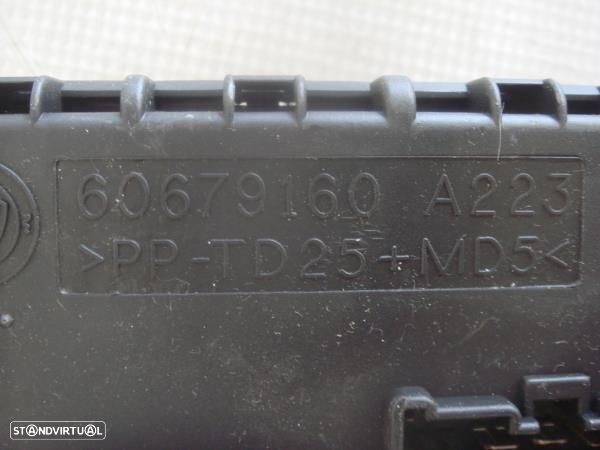 60679160 A223
>PP-TD25+MD5<
STANDVIRTUAL